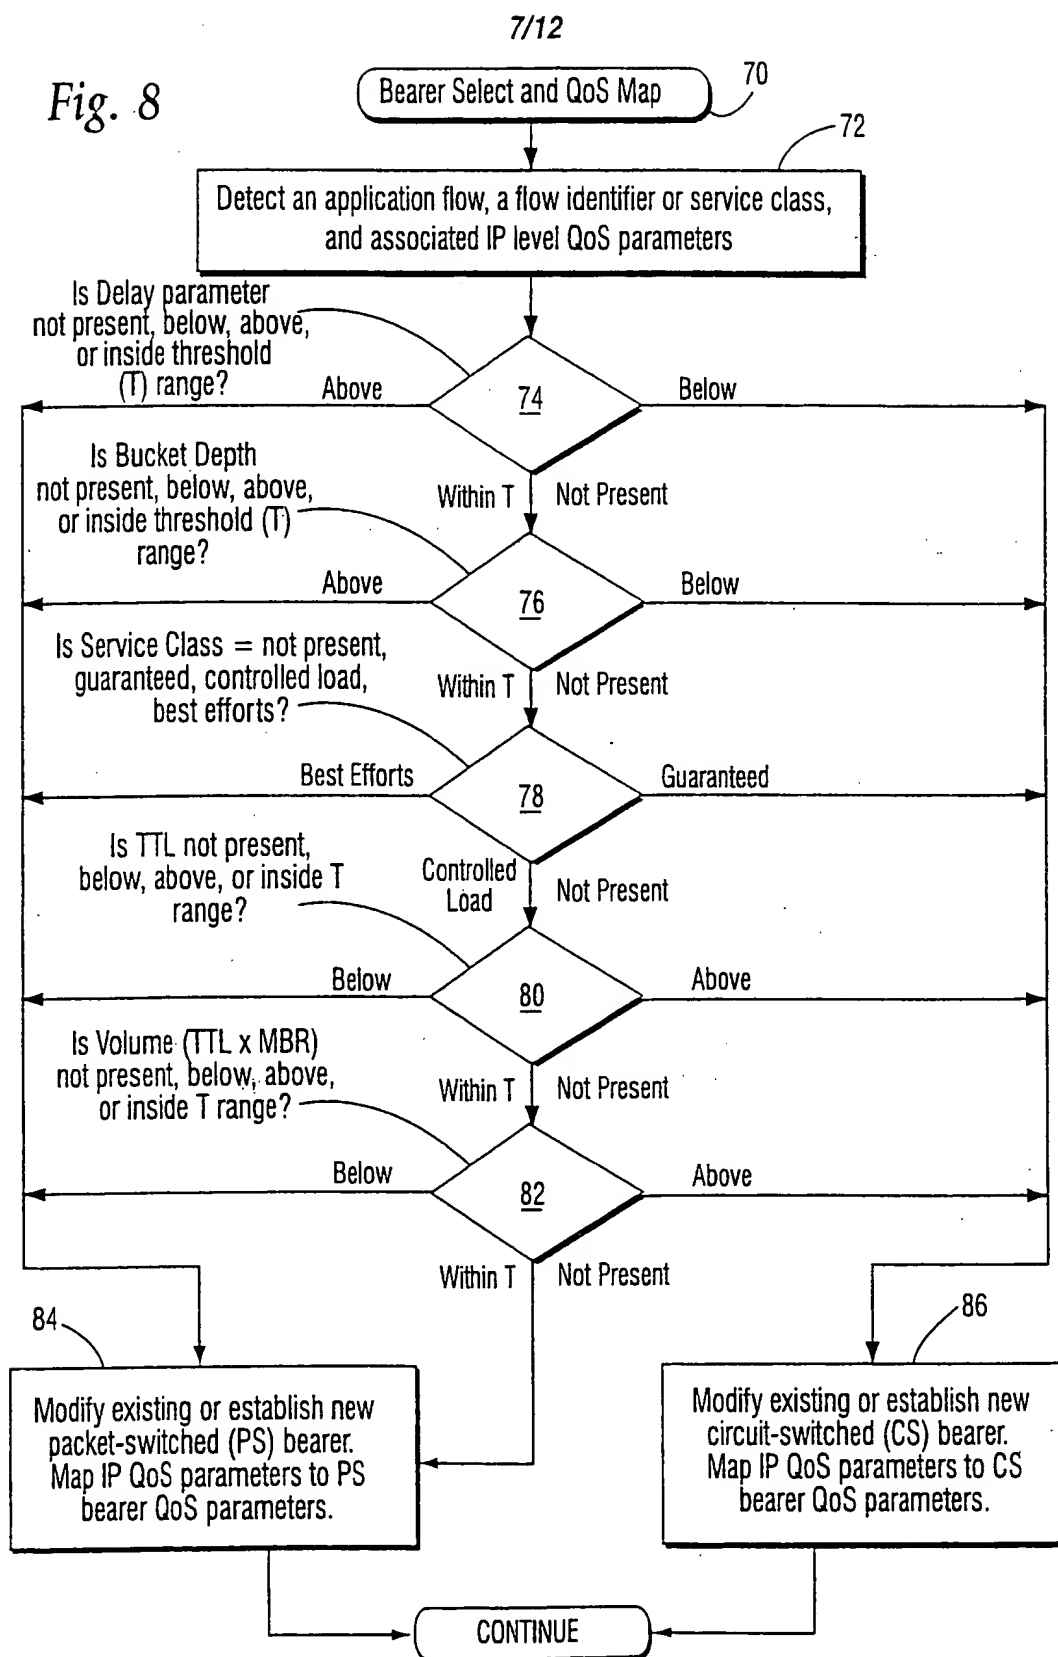 7/12
Fig. 8
Bearer Select and QoS Map
70
72
Detect an application flow, a flow identifier or service class,
and associated IP level QoS parameters
Is Delay parameter
not present, below, above,
or inside threshold
(T) range?
Above
74
Below
Within T
Not Present
Is Bucket Depth
not present, below, above,
or inside threshold (T)
range?
Above
76
Below
Within T
Not Present
Is Service Class = not present,
guaranteed, controlled load,
best efforts?
Best Efforts
78
Guaranteed
Controlled
Load
Not Present
Is TTL not present,
below, above, or inside T
range?
Below
80
Above
Within T
Not Present
Is Volume (TTL x MBR)
not present, below, above,
or inside T range?
Below
82
Above
Within T
Not Present
84
Modify existing or establish new
packet-switched (PS) bearer.
Map IP QoS parameters to PS
bearer QoS parameters.
86
Modify existing or establish new
circuit-switched (CS) bearer.
Map IP QoS parameters to CS
bearer QoS parameters.
CONTINUE